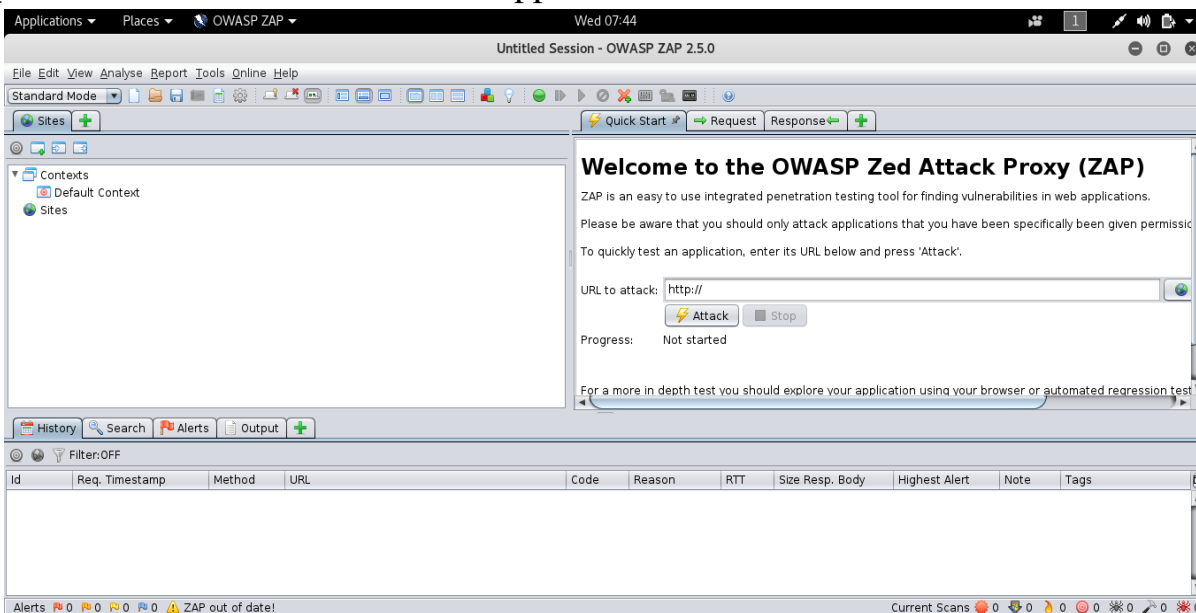 Applications Places OWASP ZAP Wed 07:44 1
Untitled Session - OWASP ZAP 2.5.0
File Edit View Analyse Report Tools Online Help
Standard Mode
Sites
Quick Start Request Response
Contexts
Default Context
Sites
Welcome to the OWASP Zed Attack Proxy (ZAP)
ZAP is an easy to use integrated penetration testing tool for finding vulnerabilities in web applications.
Please be aware that you should only attack applications that you have been specifically been given permissio
To quickly test an application, enter its URL below and press 'Attack'.
URL to attack: http://
Attack Stop
Progress: Not started
For a more in depth test you should explore your application using your browser or automated regression test
History Search Alerts Output
Filter:OFF
Id Req. Timestamp Method URL Code Reason RTT Size Resp. Body Highest Alert Note Tags
Alerts 0 0 0 0 ZAP out of date! Current Scans 0 0 0 0 0 0